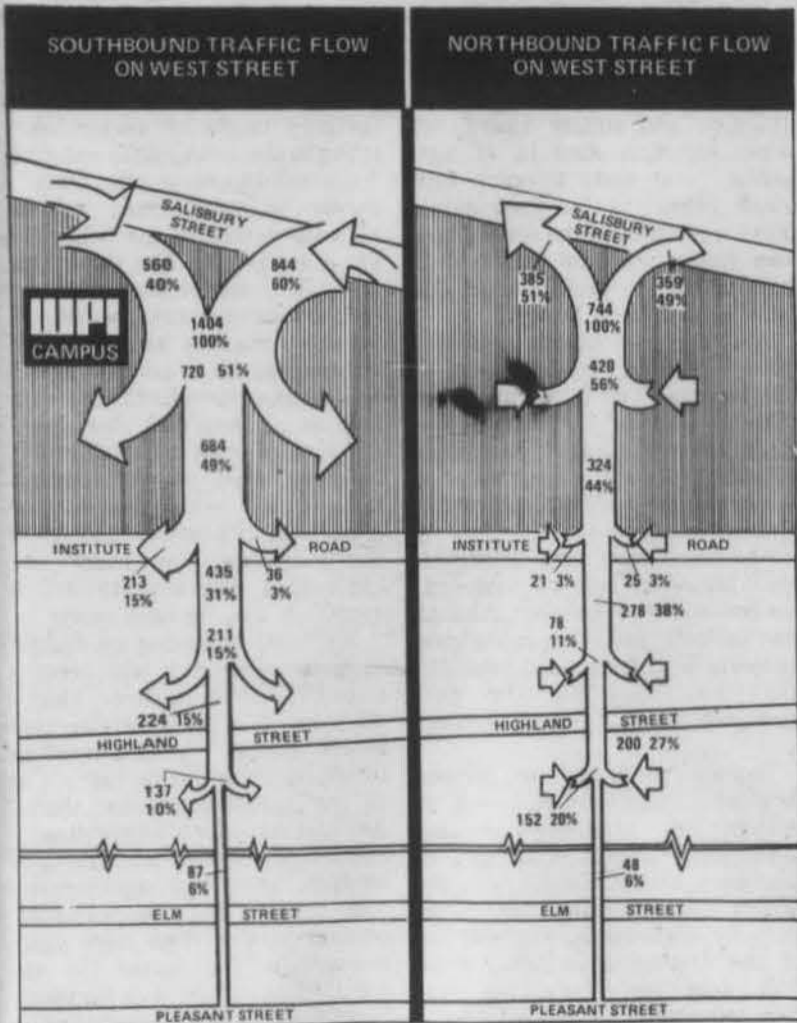 SOUTHBOUND TRAFFIC FLOW
ON WEST STREET
SALISBURY
STREET
560
40%
844
60%
WPI
CAMPUS
1404
100%
720 51%
684
49%
INSTITUTE
ROAD
213
15%
435
31%
36
3%
211
15%
224 15%
HIGHLAND
STREET
137
10%
87
6%
ELM
STREET
PLEASANT STREET
NORTHBOUND TRAFFIC FLOW
ON WEST STREET
SALISBURY
STREET
385
51%
359
49%
744
100%
420
56%
324
44%
INSTITUTE
ROAD
21 3%
25 3%
278 38%
78
11%
HIGHLAND
STREET
200 27%
152 20%
48
6%
ELM
STREET
PLEASANT STREET